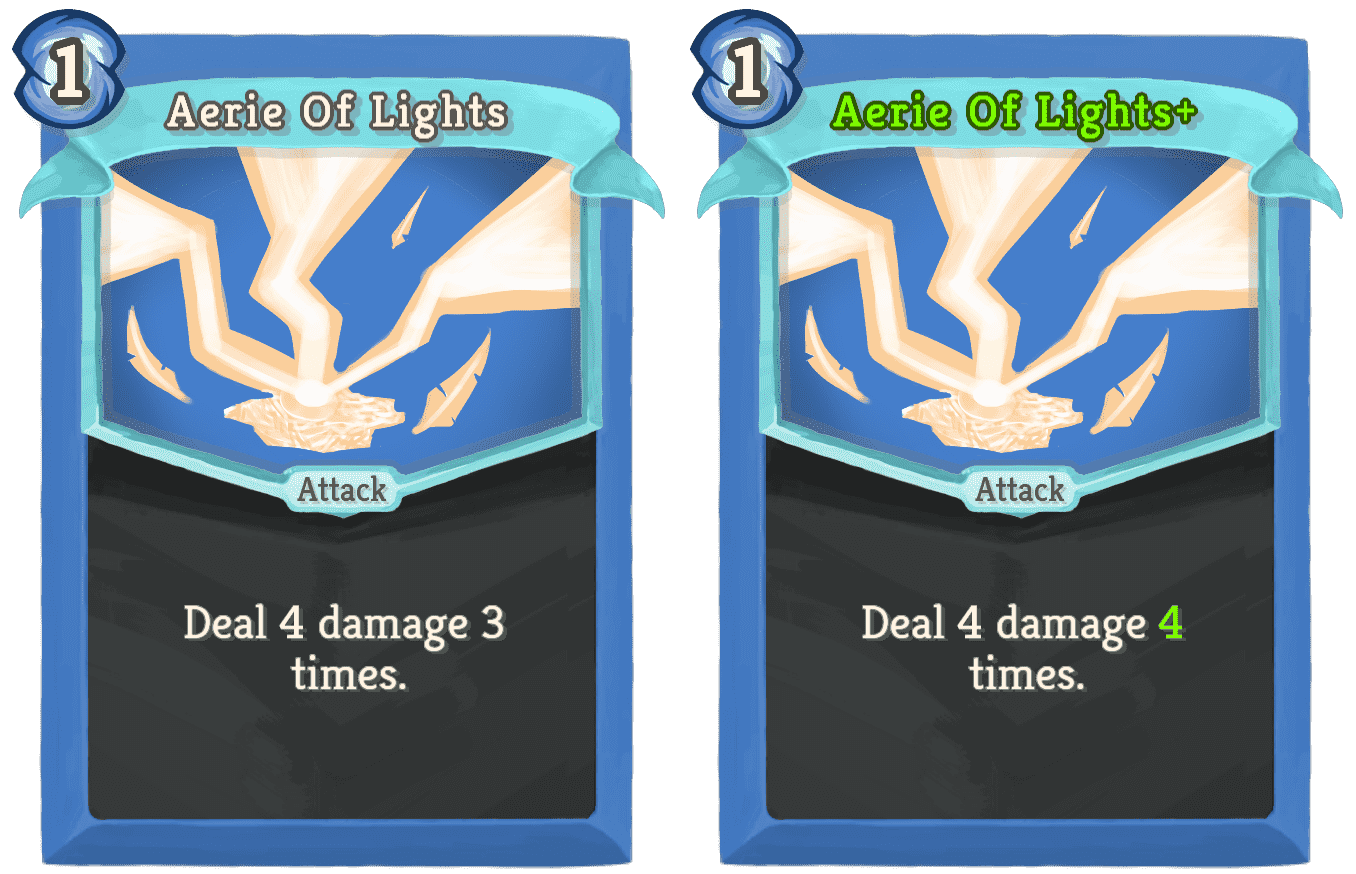 1
Aerie Of Lights
Attack
Deal 4 damage 3
times.
1
Aerie Of Lights+
Attack
Deal 4 damage 4
times.